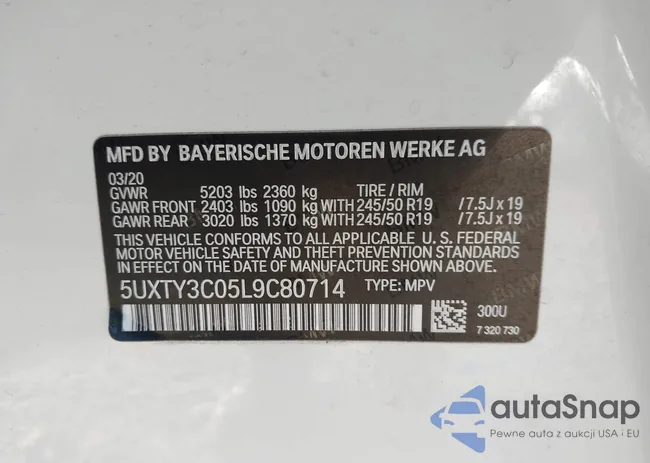 MFD BY BAYERISCHE MOTOREN WERKE AG
03/20
GVWR 5203 lbs 2360 kg TIRE / RIM
GAWR FRONT 2403 lbs 1090 kg WITH 245/50 R19 / 7.5J x 19
GAWR REAR 3020 lbs 1370 kg WITH 245/50 R19 / 7.5J x 19
THIS VEHICLE CONFORMS TO ALL APPLICABLE U. S. FEDERAL
MOTOR VEHICLE SAFETY AND THEFT PREVENTION STANDARDS
IN EFFECT ON THE DATE OF MANUFACTURE SHOWN ABOVE.
5UXTY3C05L9C80714 TYPE: MPV
300U
7 320 730
autaSnap
Pewne auta z aukcji USA i EU